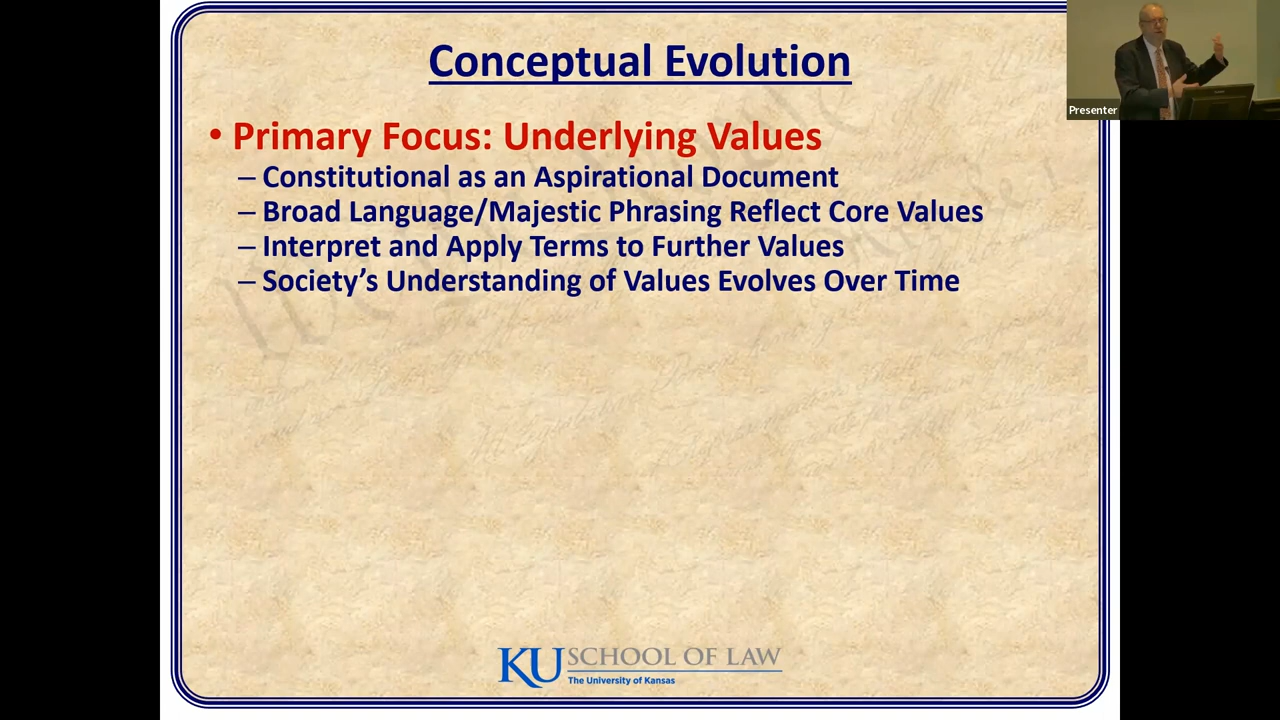 Conceptual Evolution
Presenter
• Primary Focus: Underlying Values
– Constitutional as an Aspirational Document
– Broad Language/Majestic Phrasing Reflect Core Values
– Interpret and Apply Terms to Further Values
– Society’s Understanding of Values Evolves Over Time
KU SCHOOL OF LAW
The University of Kansas